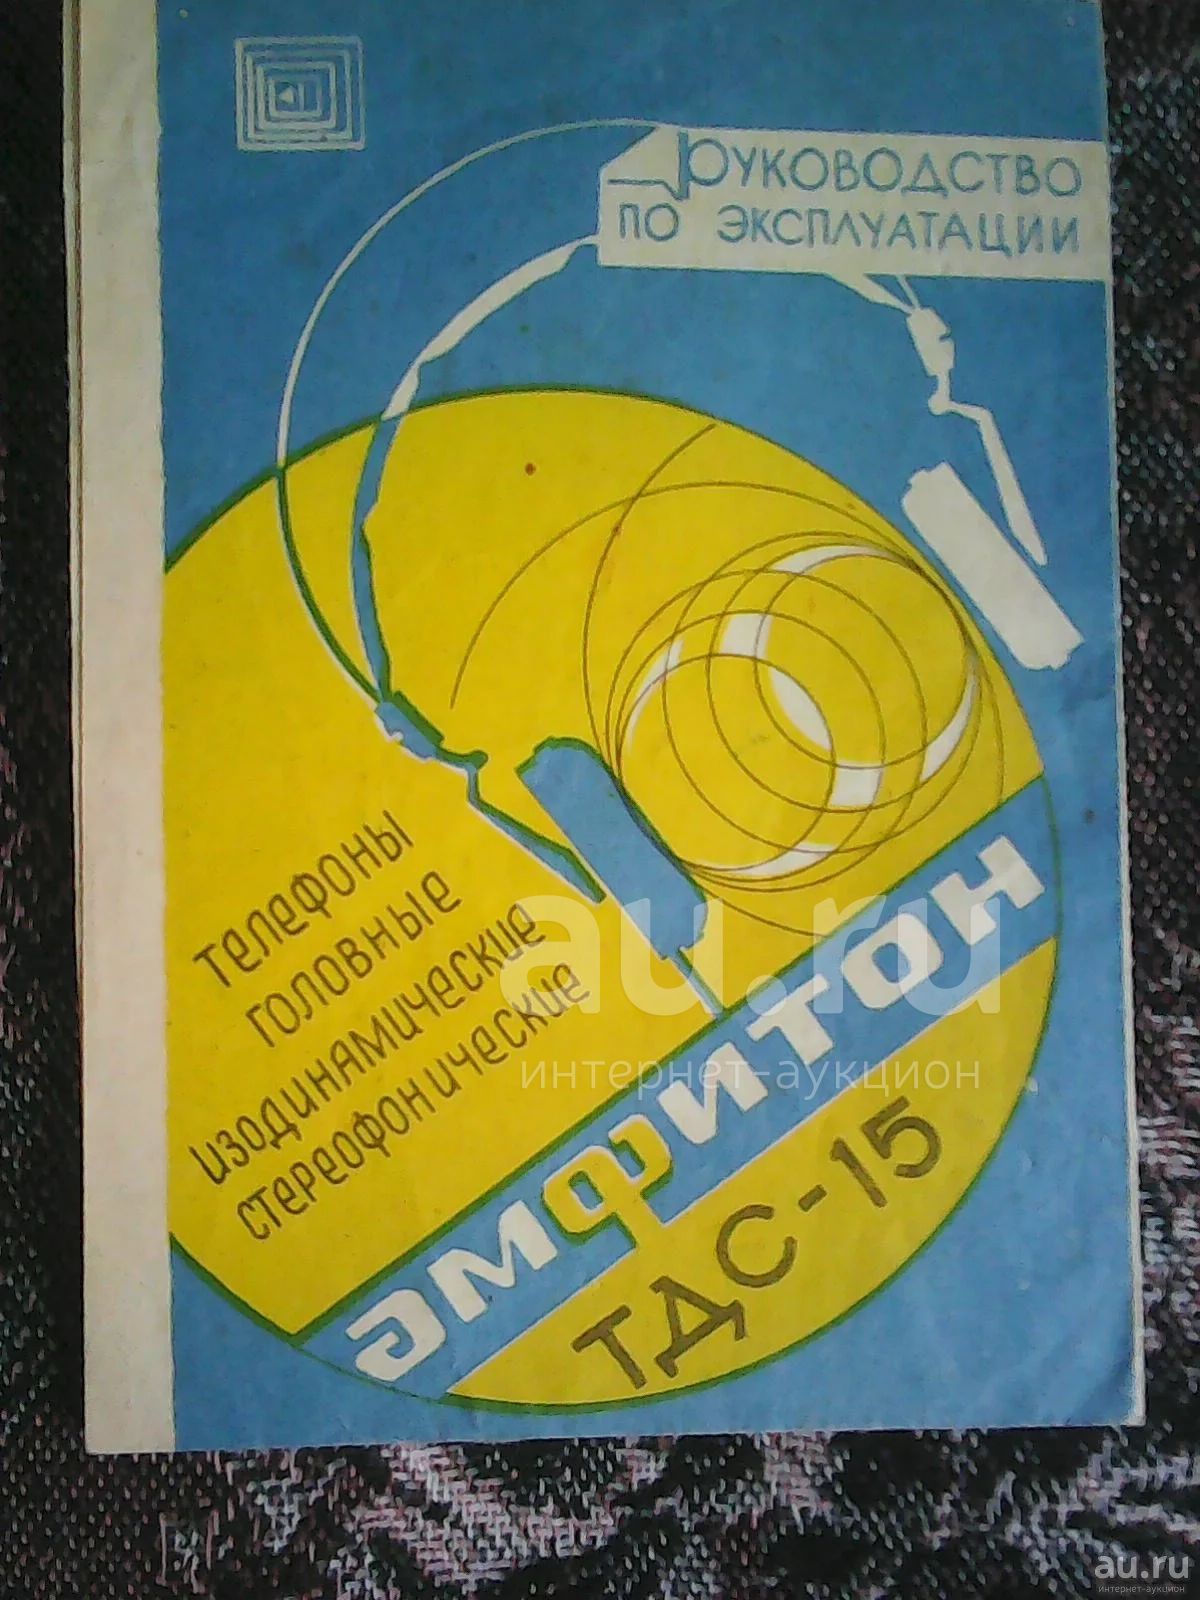 РУКОВОДСТВО
ПО ЭКСПЛУАТАЦИИ
ТЕЛЕФОНЫ
ГОЛОВНЫЕ
ИЗОДИНАМИЧЕСКИЕ
СТЕРЕОФОНИЧЕСКИЕ
ЭМФИТОН
ТДС-15
au.ru
интернет-аукцион
au.ru
интернет-аукцион